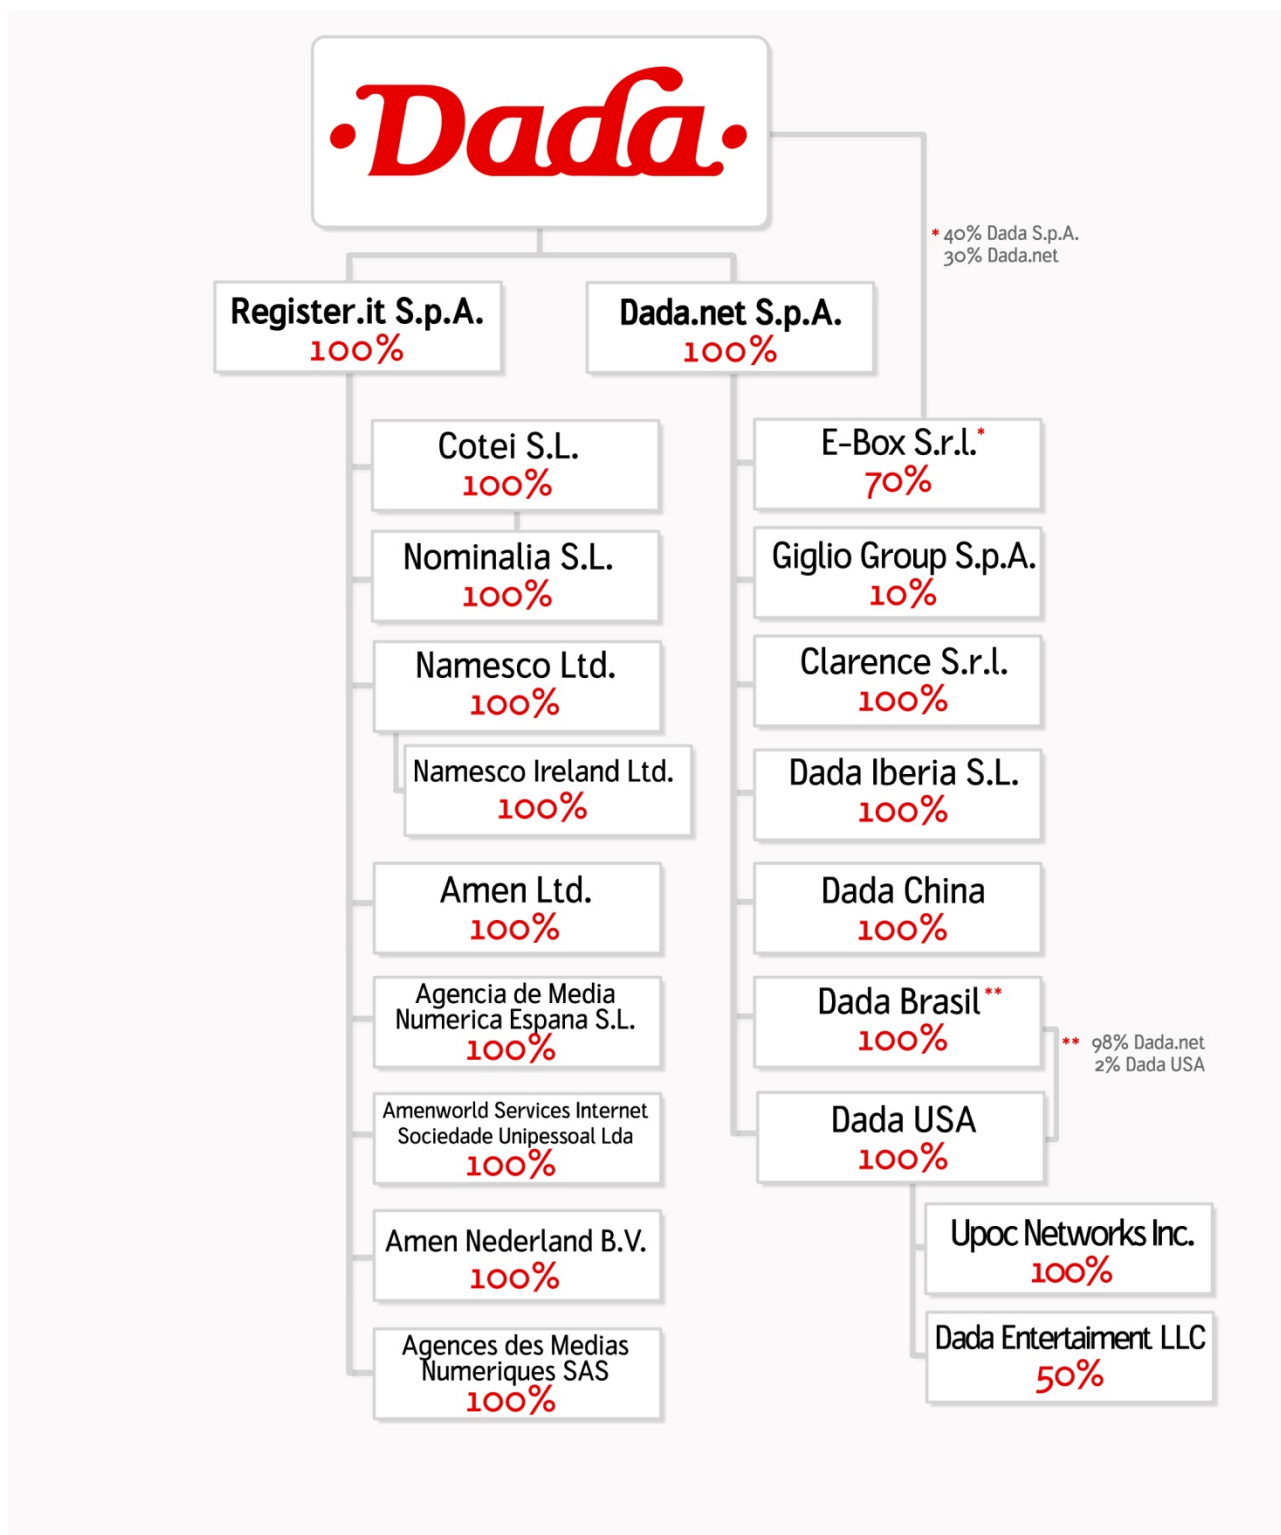 ·Dada·
* 40% Dada S.p.A.
30% Dada.net
Register.it S.p.A.
100%
Dada.net S.p.A.
100%
Cotei S.L.
100%
Nominalia S.L.
100%
Namesco Ltd.
100%
Namesco Ireland Ltd.
100%
Amen Ltd.
100%
Agencia de Media
Numerica Espana S.L.
100%
Amenworld Services Internet
Sociedade Unipessoal Lda
100%
Amen Nederland B.V.
100%
Agences des Medias
Numeriques SAS
100%
E-Box S.r.l.*
70%
Giglio Group S.p.A.
10%
Clarence S.r.l.
100%
Dada Iberia S.L.
100%
Dada China
100%
Dada Brasil**
100%
** 98% Dada.net
2% Dada USA
Dada USA
100%
Upoc Networks Inc.
100%
Dada Entertaiment LLC
50%